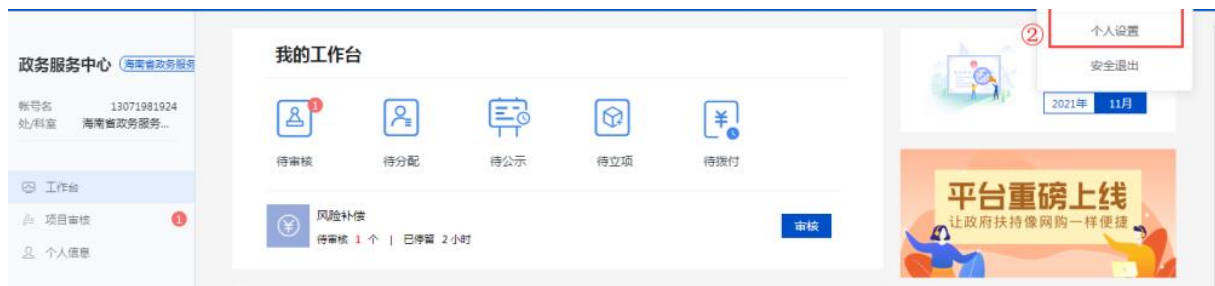 ②
个人设置
安全退出
政务服务中心
海南省政务服务
帐号名 13071981924
处/科室 海南省政务服务...
工作台
项目审核 1
个人信息
我的工作台
1
待审核
待分配
待公示
待立项
待拨付
风险补偿
待审核 1 个 | 已停留 2小时
审核
2021年 11月
平台重磅上线
让政府扶持像网购一样便捷